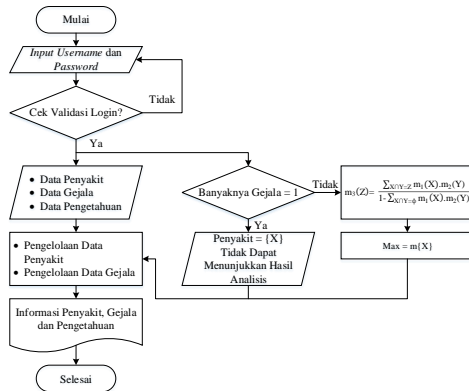 Mulai
Input Username dan
Password
Cek Validasi Login?
Tidak
Ya
• Data Penyakit
• Data Gejala
• Data Pengetahuan
Banyaknya Gejala = 1
Tidak
Ya
m₃(Z)= ∑X∩Y=Z m₁(X).m₂(Y) / 1-∑X∩Y=ϕ m₁(X).m₂(Y)
• Pengelolaan Data
Penyakit
• Pengelolaan Data Gejala
Penyakit = {X}
Tidak Dapat
Menunjukkan Hasil
Analisis
Max = m{X}
Informasi Penyakit, Gejala
dan Pengetahuan
Selesai